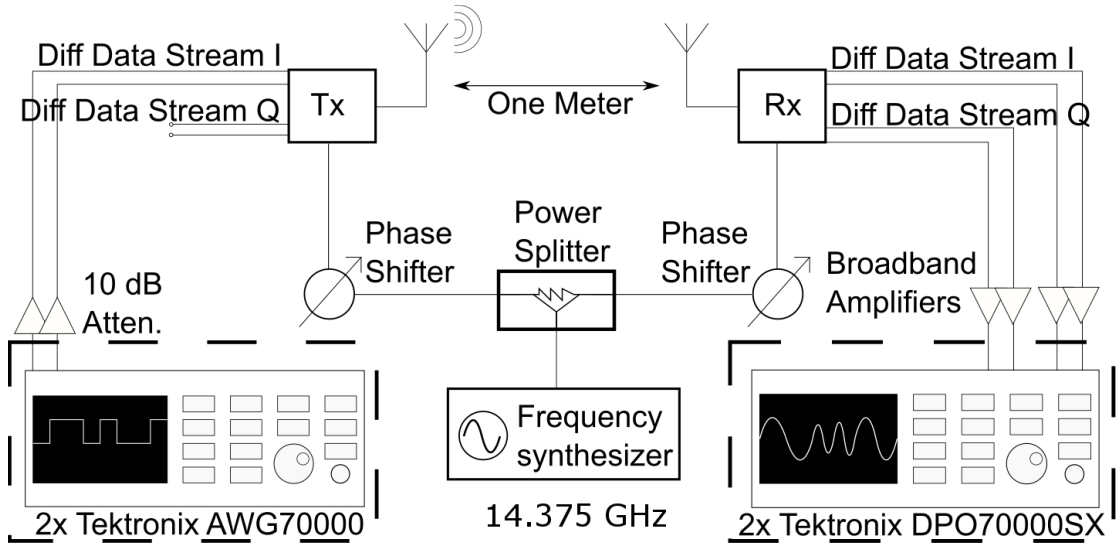 Diff Data Stream I
Diff Data Stream Q
Tx
One Meter
Rx
Diff Data Stream I
Diff Data Stream Q
Phase
Shifter
Power
Splitter
Phase
Shifter
Broadband
Amplifiers
10 dB
Atten.
Frequency
synthesizer
14.375 GHz
2x Tektronix AWG70000
2x Tektronix DPO70000SX